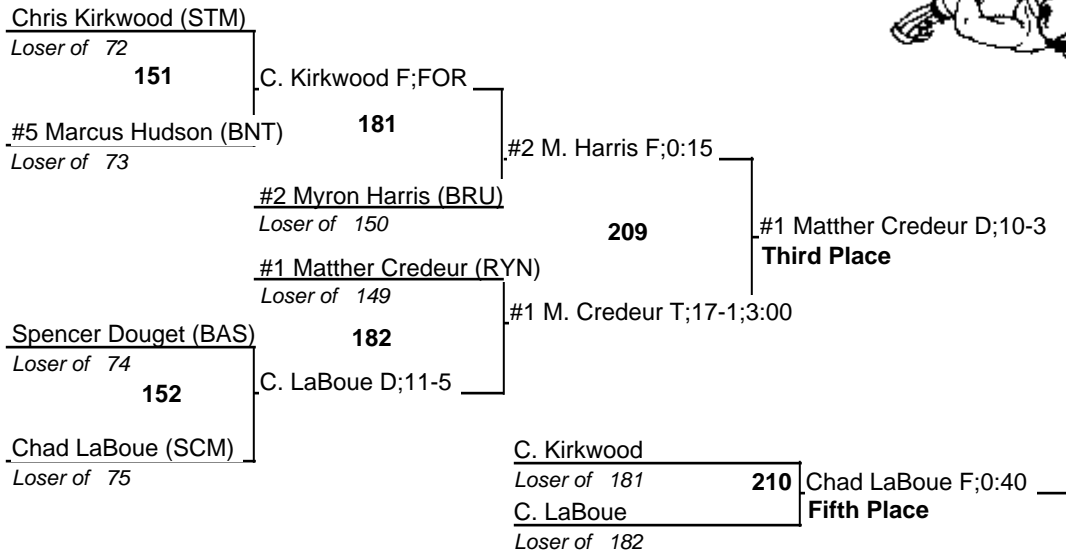 Chris Kirkwood (STM)
Loser of 72
151
C. Kirkwood F;FOR
#5 Marcus Hudson (BNT)
Loser of 73
181
#2 M. Harris F;0:15
#2 Myron Harris (BRU)
Loser of 150
209
#1 Matther Credeur D;10-3
Third Place
#1 Matther Credeur (RYN)
Loser of 149
#1 M. Credeur T;17-1;3:00
Spencer Douget (BAS)
Loser of 74
182
152
C. LaBoue D;11-5
Chad LaBoue (SCM)
Loser of 75
C. Kirkwood
Loser of 181
210
Chad LaBoue F;0:40
Fifth Place
C. LaBoue
Loser of 182